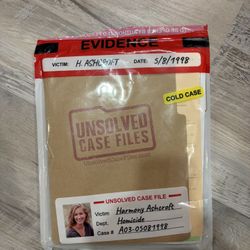 EVIDENCE
VICTIM: H. ASHCROFT DATE: 5/8/1998
COLD CASE
UNSOLVED
CASE FILES
UNSOLVED CASE FILE
Victim Harmony Ashcroft
Dept. Homicide
Case # A03-05081998